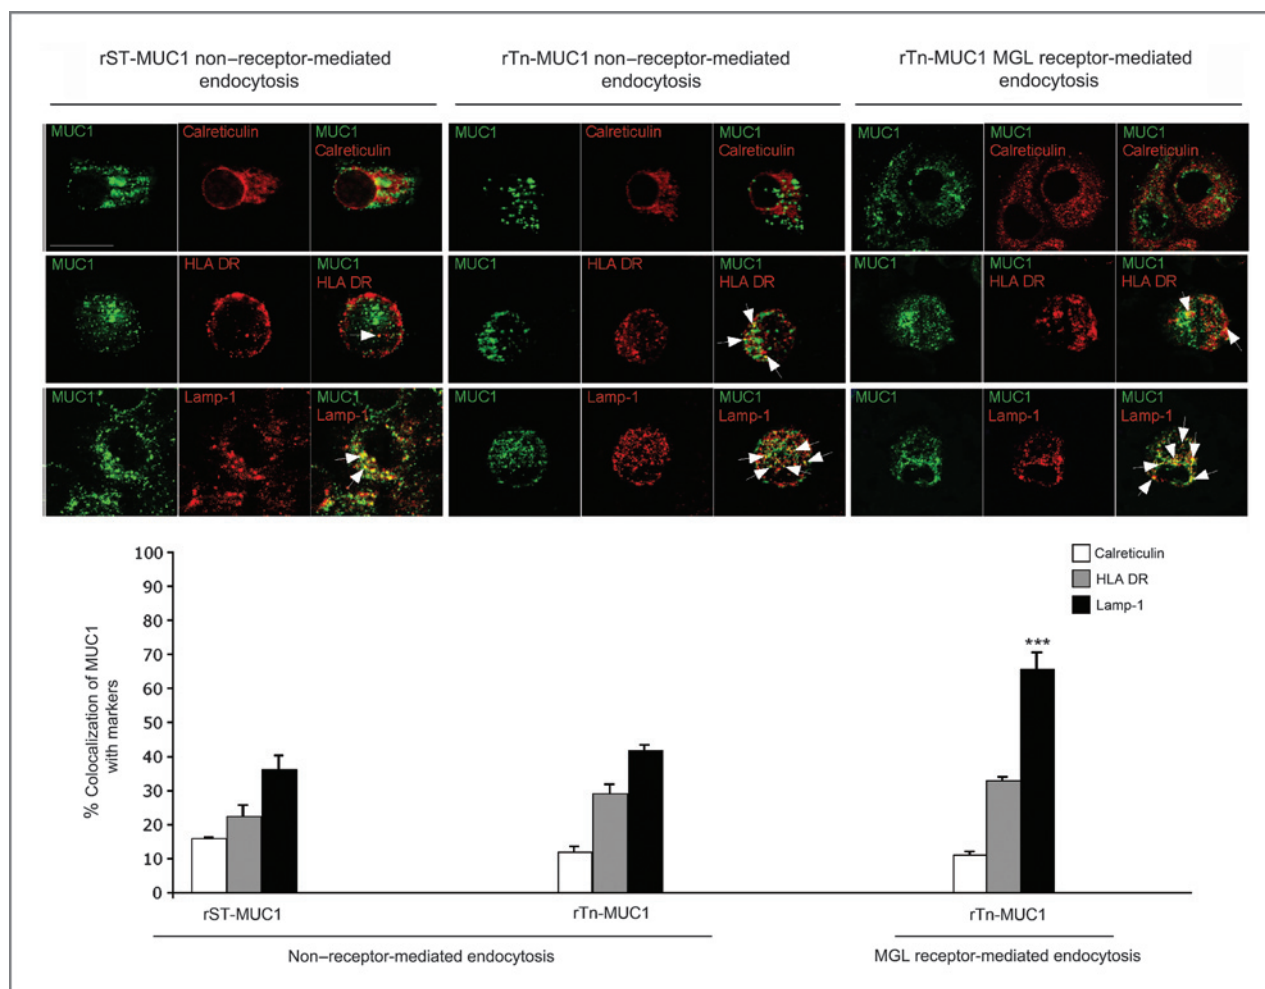 rST-MUC1 non–receptor-mediated
endocytosis
rTn-MUC1 non–receptor-mediated
endocytosis
rTn-MUC1 MGL receptor-mediated
endocytosis
MUC1
Calreticulin
MUC1
Calreticulin
MUC1
Calreticulin
MUC1
Calreticulin
MUC1
MUC1
Calreticulin
MUC1
Calreticulin
MUC1
HLA DR
MUC1
HLA DR
MUC1
HLA DR
MUC1
HLA DR
MUC1
MUC1
HLA DR
MUC1
HLA DR
MUC1
Lamp-1
MUC1
Lamp-1
MUC1
Lamp-1
MUC1
Lamp-1
MUC1
MUC1
Lamp-1
MUC1
Lamp-1
% Colocalization of MUC1
with markers
100
90
80
70
60
50
40
30
20
10
0
Calreticulin
HLA DR
Lamp-1
***
rST-MUC1
rTn-MUC1
rTn-MUC1
Non–receptor-mediated endocytosis
MGL receptor-mediated endocytosis